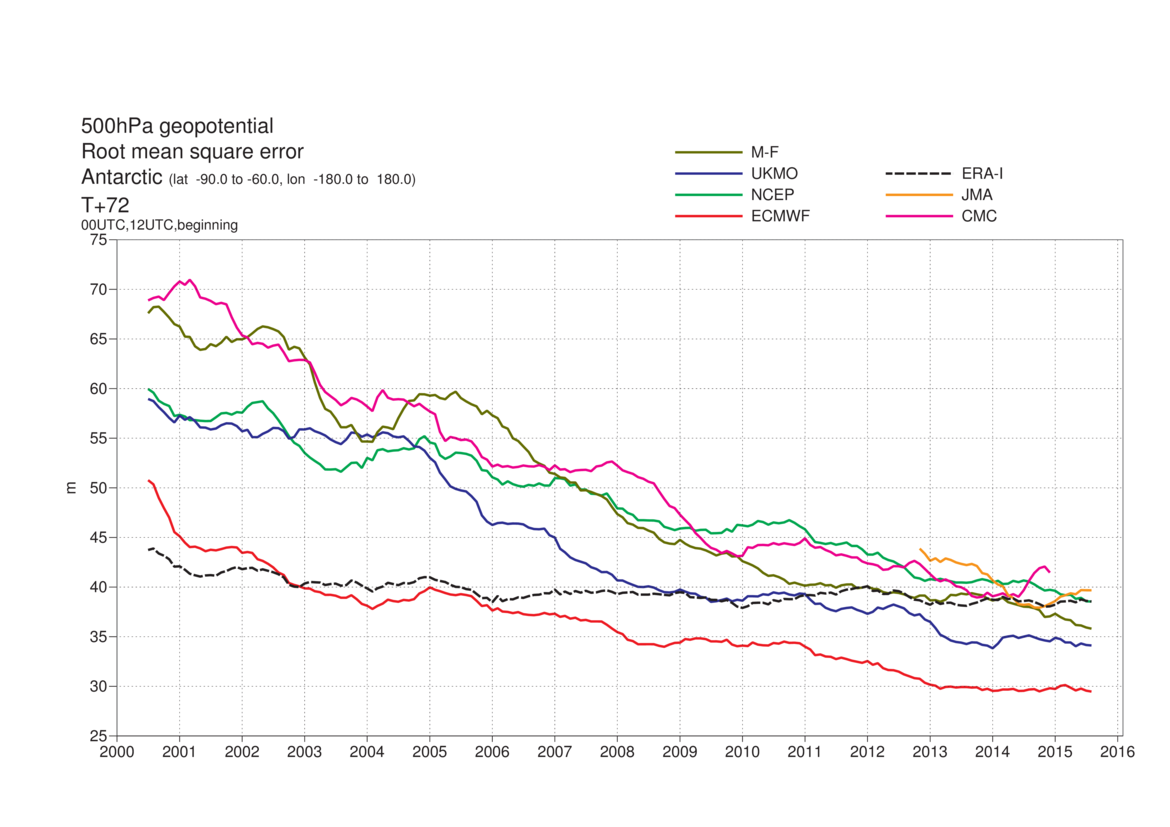 500hPa geopotential
Root mean square error
Antarctic (lat -90.0 to -60.0, lon -180.0 to 180.0)
T+72
00UTC,12UTC,beginning
M-F
UKMO
NCEP
ECMWF
ERA-I
JMA
CMC
75
70
65
60
55
50
45
40
35
30
25
m
2000 2001 2002 2003 2004 2005 2006 2007 2008 2009 2010 2011 2012 2013 2014 2015 2016